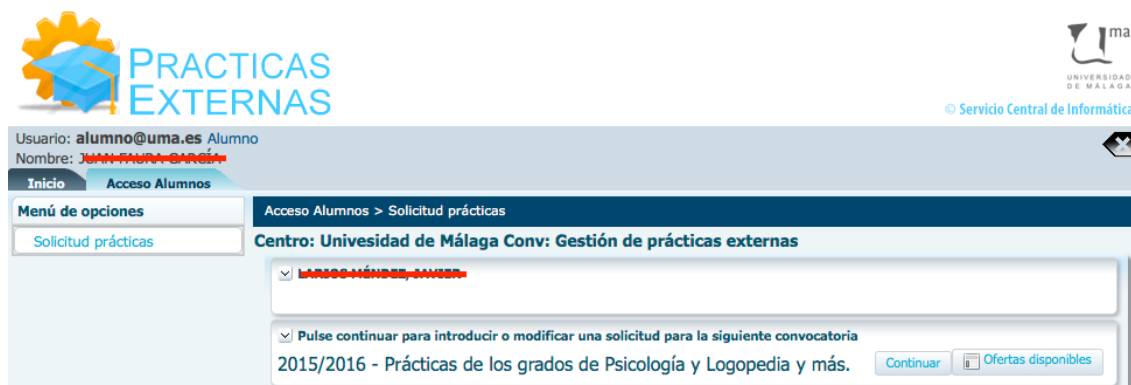 PRACTICAS
EXTERNAS
uma
UNIVERSIDAD
DE MÁLAGA
© Servicio Central de Informática
Usuario: alumno@uma.es Alumno
Nombre:
Inicio
Acceso Alumnos
Menú de opciones
Acceso Alumnos > Solicitud prácticas
Solicitud prácticas
Centro: Univesidad de Málaga Conv: Gestión de prácticas externas
Pulse continuar para introducir o modificar una solicitud para la siguiente convocatoria
2015/2016 - Prácticas de los grados de Psicología y Logopedia y más.
Continuar
Ofertas disponibles